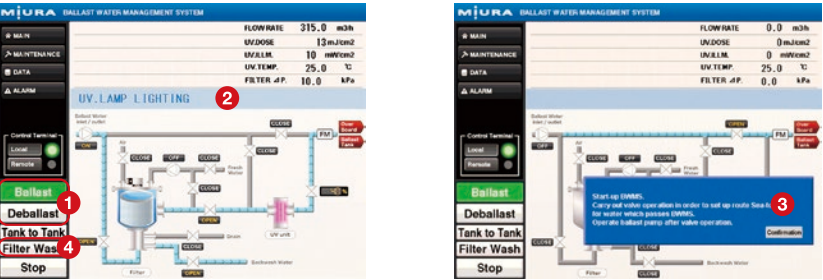 MIURA BALLAST WATER MANAGEMENT SYSTEM
MAIN
MAINTENANCE
DATA
ALARM
FLOW RATE 315.0 m3h
UV.DOSE 13 mJ/cm2
UV.ILLM. 10 mW/cm2
UV.TEMP. 25.0 ℃
FILTER ⊿P. 10.0 kPa
UV.LAMP LIGHTING 2
Ballast Water
Inlet / outlet
ON
CLOSE
Over Board
FM
Ballast Tank
Control Terminal
Local
Remote
Air
CLOSE
OFF
CLOSE
Fresh Water
CLOSE
%
OPEN
UV unit
Ballast
1
Deballast
Tank to Tank
4
Filter Wash
Stop
OPEN
Drain
CLOSE
Filter
OPEN
Backwash Water
MIURA BALLAST WATER MANAGEMENT SYSTEM
MAIN
MAINTENANCE
DATA
ALARM
FLOW RATE 0.0 m3h
UV.DOSE 0 mJ/cm2
UV.ILLM. 0 mW/cm2
UV.TEMP. 25.0 ℃
FILTER ⊿P. 0.0 kPa
Ballast Water
Inlet / outlet
OFF
OPEN
Over Board
FM
Ballast Tank
Control Terminal
Local
Remote
Air
CLOSE
OFF
CLOSE
Ballast
Deballast
Tank to Tank
Filter Wash
Stop
Start-up BWMS.
Carry out valve operation in order to set up route Sea-to
for water which passes BWMS.
Operate ballast pump after valve operation.
3
Confirmation
CLOSE
Filter
CLOSE
Backwash Water